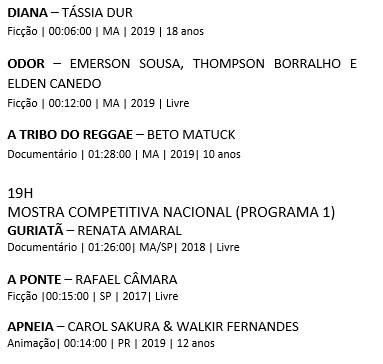 DIANA – TÁSSIA DUR
Ficção | 00:06:00 | MA | 2019 | 18 anos
ODOR – EMERSON SOUSA, THOMPSON BORRALHO E
ELDEN CANEDO
Ficção | 00:12:00 | MA | 2019 | Livre
A TRIBO DO REGGAE – BETO MATUCK
Documentário | 01:28:00 | MA | 2019| 10 anos
19H
MOSTRA COMPETITIVA NACIONAL (PROGRAMA 1)
GURIATÃ – RENATA AMARAL
Documentário | 01:26:00| MA/SP| 2018 | Livre
A PONTE – RAFAEL CÂMARA
Ficção |00:15:00 | SP | 2017| Livre
APNEIA – CAROL SAKURA & WALKIR FERNANDES
Animação| 00:14:00 | PR | 2019 | 12 anos